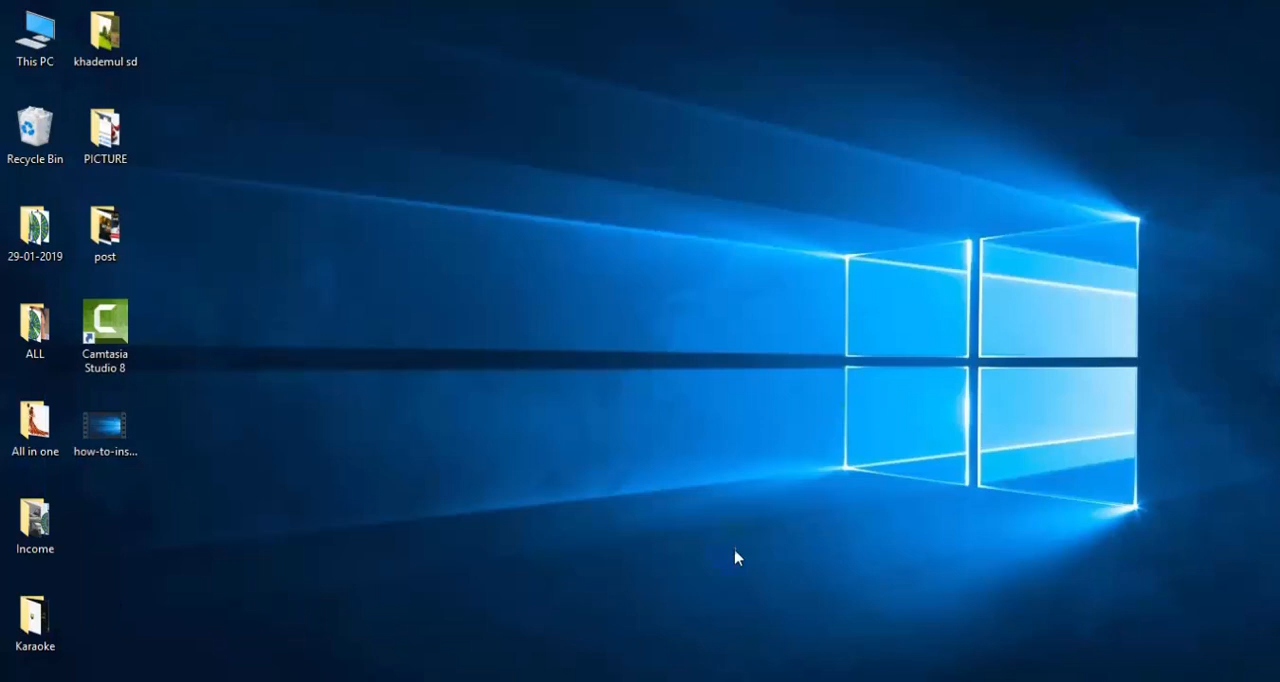 This PC
khademul sd
Recycle Bin
PICTURE
29-01-2019
post
ALL
Camtasia
Studio 8
All in one
how-to-ins...
Income
Karaoke